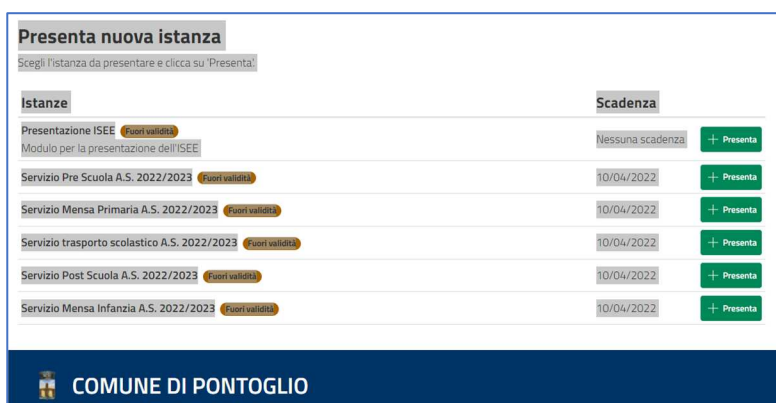 Presenta nuova istanza
Scegli l'istanza da presentare e clicca su 'Presenta'.
Istanze Scadenza
Presentazione ISEE Fuori validità
Modulo per la presentazione dell'ISEE Nessuna scadenza + Presenta
Servizio Pre Scuola A.S. 2022/2023 Fuori validità 10/04/2022 + Presenta
Servizio Mensa Primaria A.S. 2022/2023 Fuori validità 10/04/2022 + Presenta
Servizio trasporto scolastico A.S. 2022/2023 Fuori validità 10/04/2022 + Presenta
Servizio Post Scuola A.S. 2022/2023 Fuori validità 10/04/2022 + Presenta
Servizio Mensa Infanzia A.S. 2022/2023 Fuori validità 10/04/2022 + Presenta
COMUNE DI PONTOGLIO